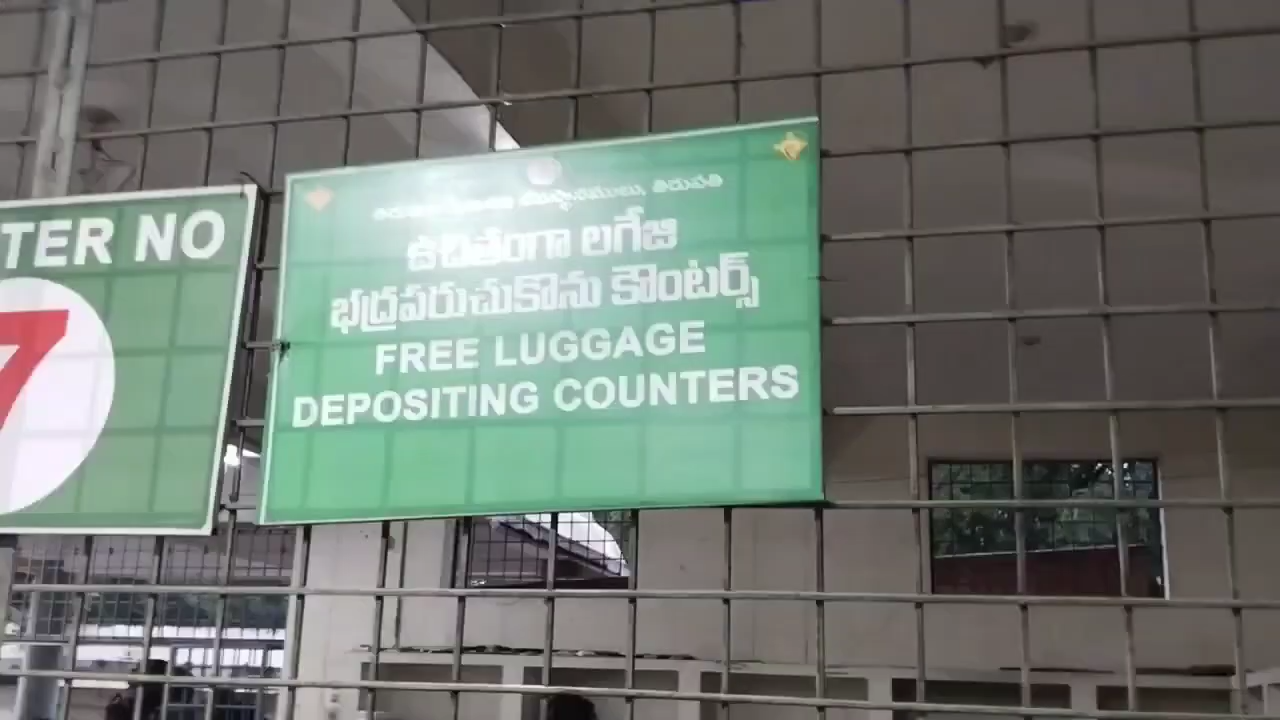 TER NO
7
తిరుమల తిరుపతి దేవస్థానములు తిరుపతి
ఉచితంగా లగేజి
భద్రపరుచుకొను కౌంటర్స్
FREE LUGGAGE
DEPOSITING COUNTERS